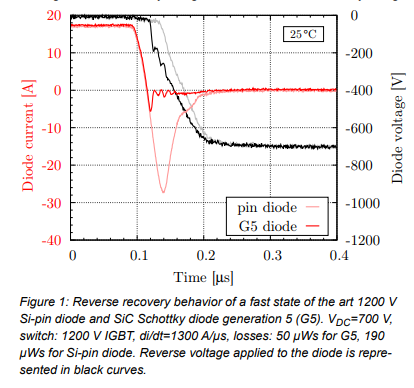 20
10
0
-10
-20
-30
-40
Diode current [A]
25°C
pin diode
G5 diode
0
-200
-400
-600
-800
-1000
-1200
Diode voltage [V]
0.0 0.1 0.2 0.3 0.4
Time [µs]
Figure 1: Reverse recovery behavior of a fast state of the art 1200 V
Si-pin diode and SiC Schottky diode generation 5 (G5). VDC=700 V,
switch: 1200 V IGBT, di/dt=1300 A/µs, losses: 50 µWs for G5, 190
µWs for Si-pin diode. Reverse voltage applied to the diode is repre-
sented in black curves.